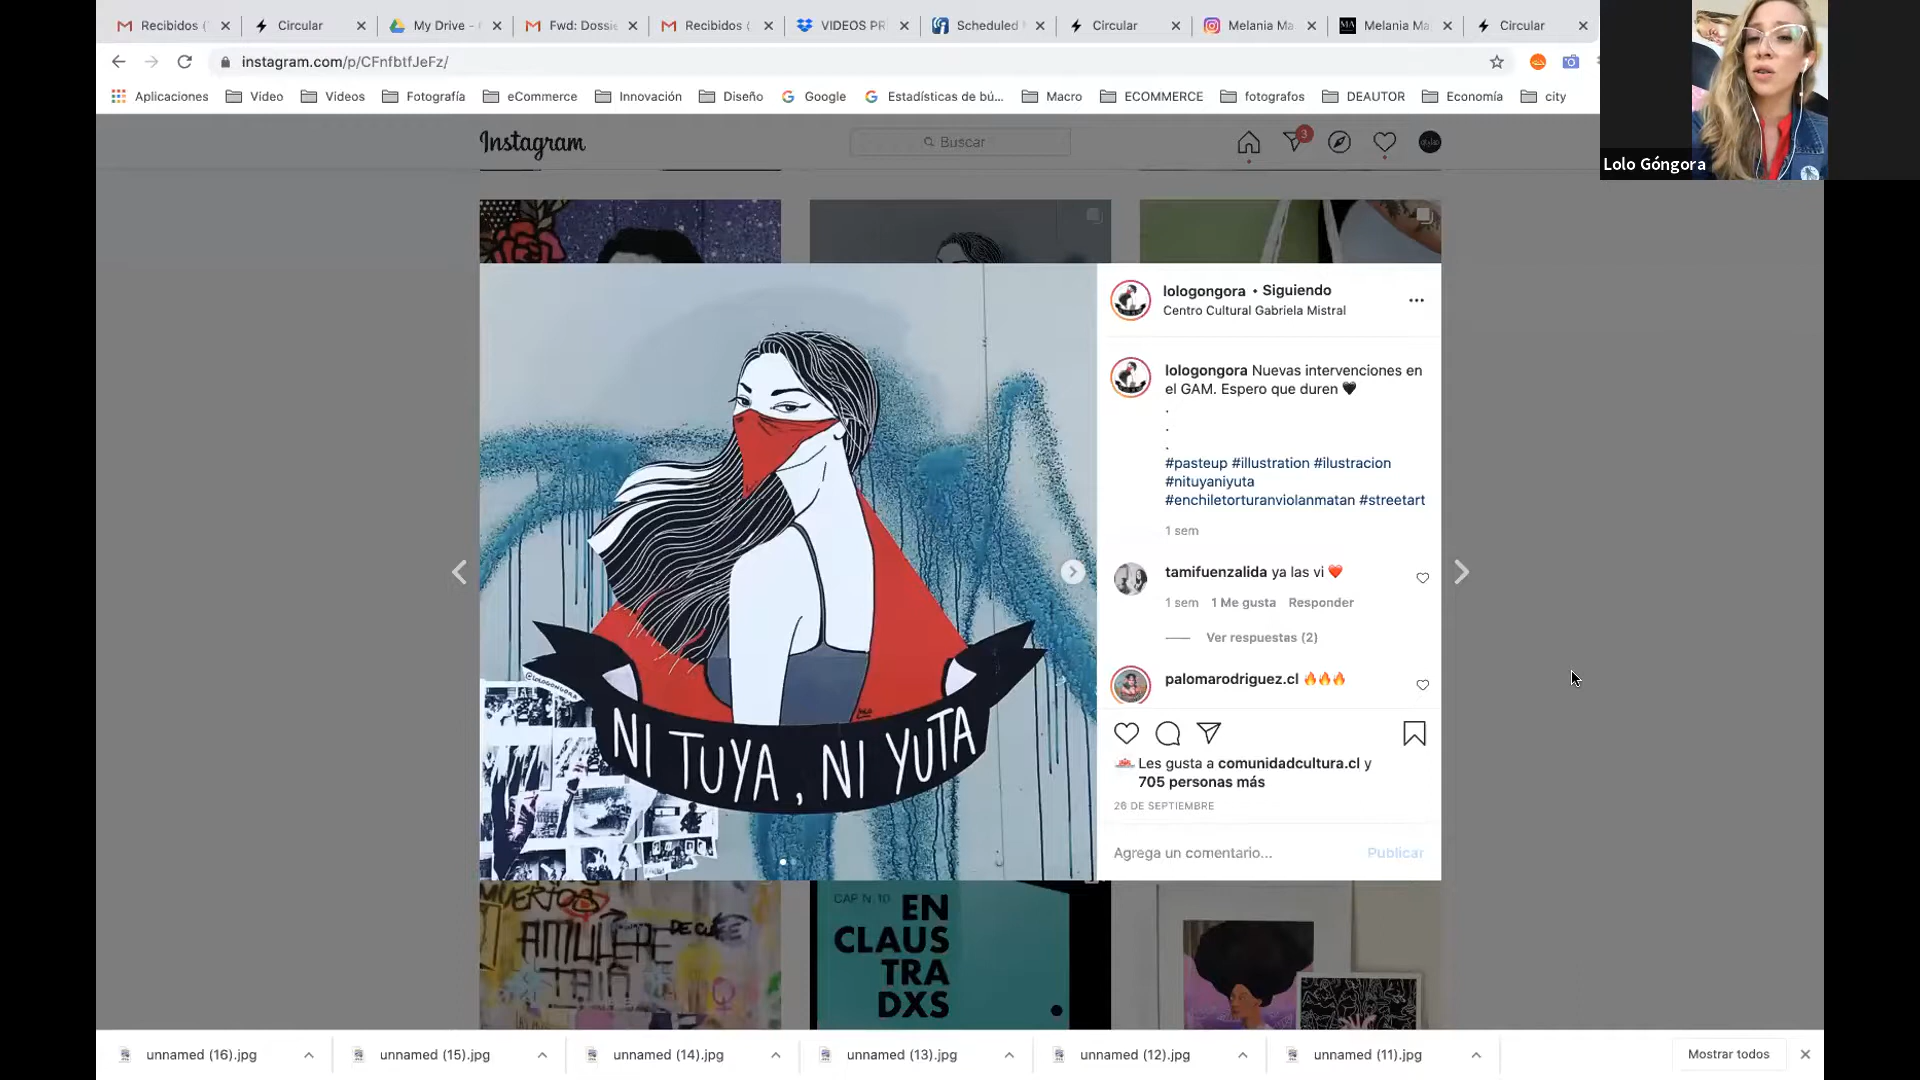 Recibidos (
Circular
My Drive -
Fwd: Dossie
Recibidos (
VIDEOS PR
Scheduled
Circular
Melania Ma
Melania Ma
Circular
instagram.com/p/CFnfbtfJeFz/
Aplicaciones
Video
Videos
Fotografía
eCommerce
Innovación
Diseño
Google
Estadísticas de bú...
Macro
ECOMMERCE
fotografos
DEAUTOR
Economía
city
Lolo Góngora
Instagram
Buscar
3
lologongora • Siguiendo
Centro Cultural Gabriela Mistral
lologongora Nuevas intervenciones en
el GAM. Espero que duren 🖤
.
.
.
#pasteup #illustration #ilustracion
#nituyaniyuta
#enchiletorturanviolanmatan #streetart
1 sem
tamifuenzalida ya las vi ❤️
1 sem 1 Me gusta Responder
Ver respuestas (2)
palomarodriguez.cl 🔥🔥🔥
Les gusta a comunidadcultura.cl y
705 personas más
26 DE SEPTIEMBRE
Agrega un comentario...
Publicar
@LOLOGONGORA
NI TUYA, NI YUTA
MUERTOS
AMULEPE
TAIÑ
CAP N. 10
EN
CLAUS
TRA
DXS
unnamed (16).jpg
unnamed (15).jpg
unnamed (14).jpg
unnamed (13).jpg
unnamed (12).jpg
unnamed (11).jpg
Mostrar todos